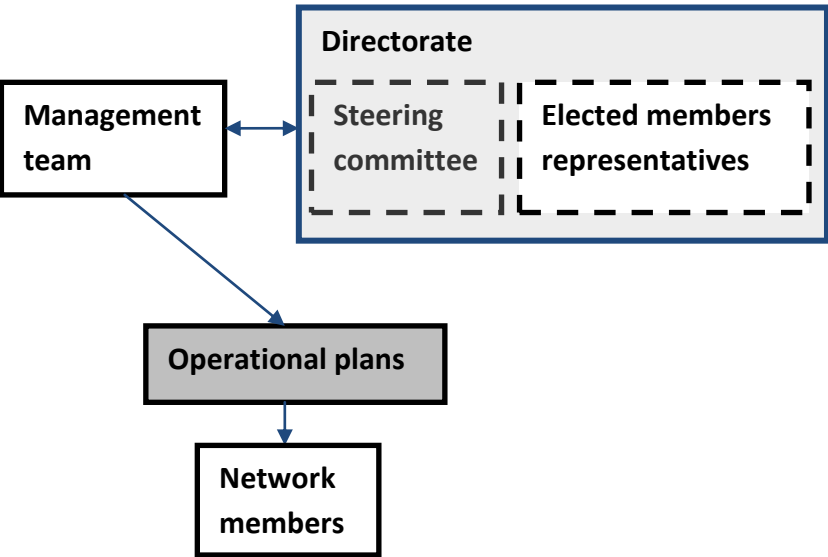 Directorate
Management
team
Steering
committee
Elected members
representatives
Operational plans
Network
members